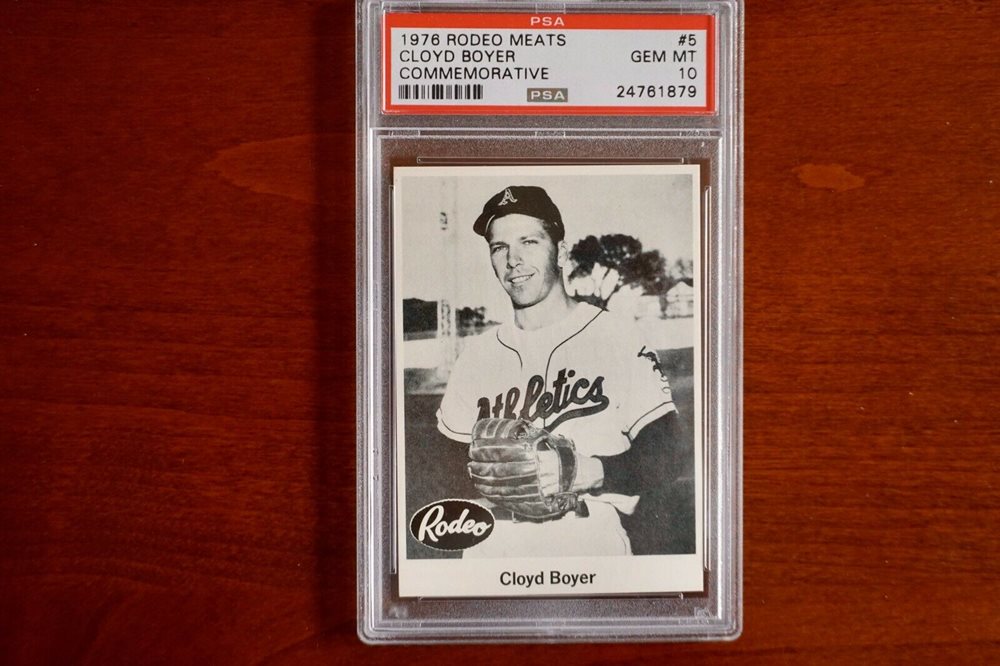 PSA
1976 RODEO MEATS #5
CLOYD BOYER GEM MT
COMMEMORATIVE 10
PSA 24761879
A
Athletics
Rodeo
Cloyd Boyer